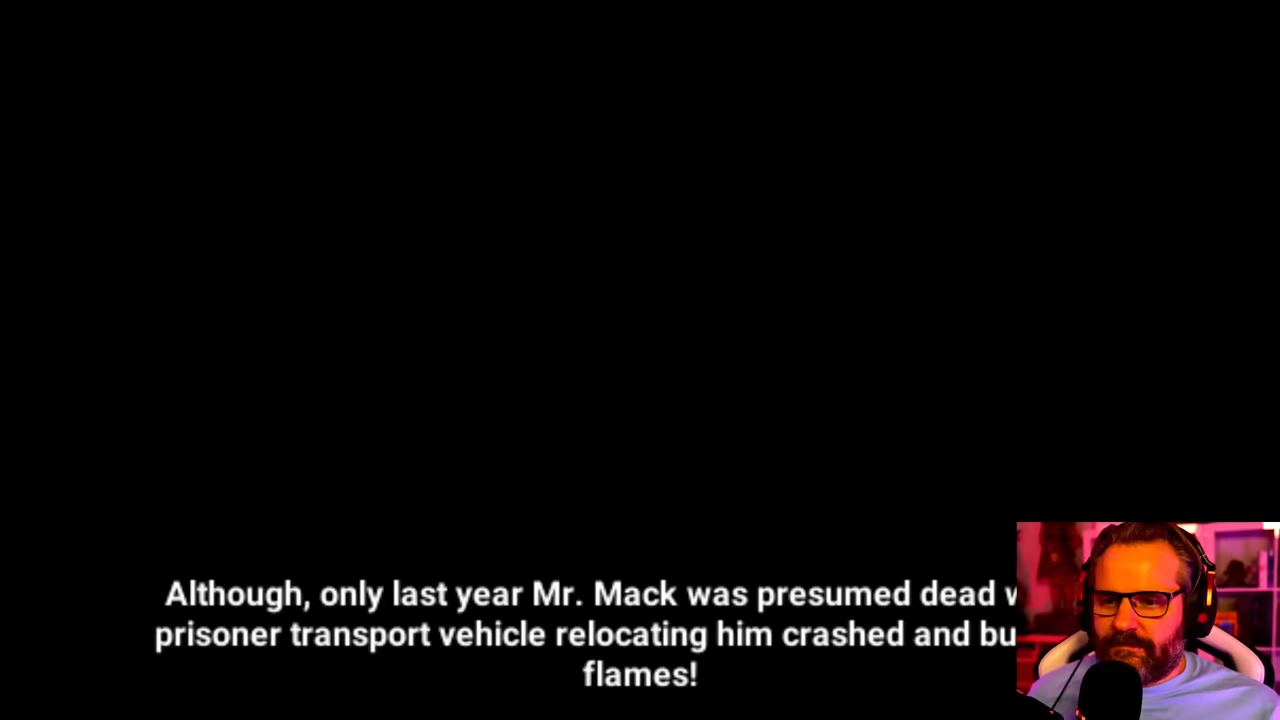 Although, only last year Mr. Mack was presumed dead
prisoner transport vehicle relocating him crashed and
flames!